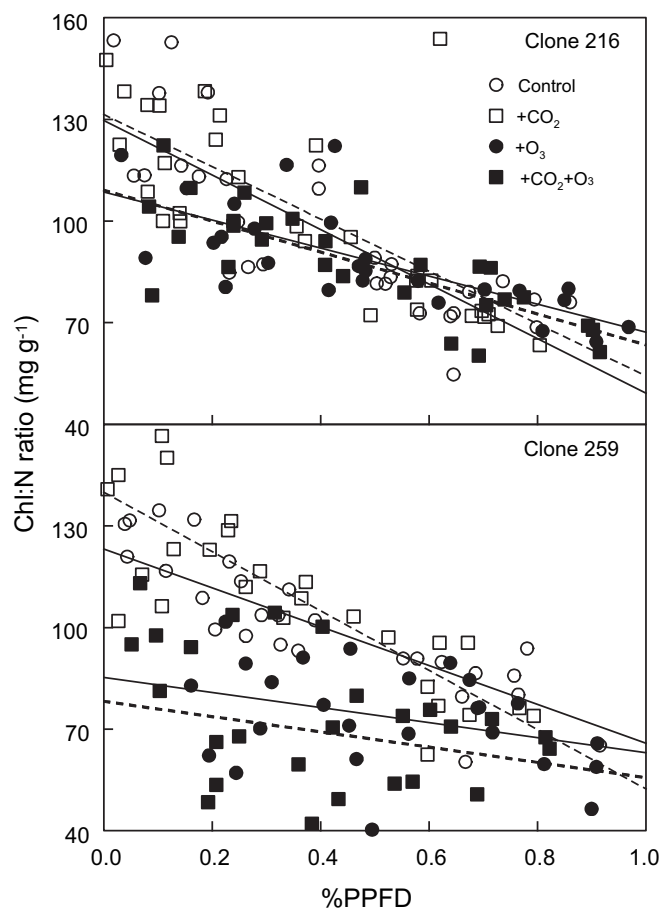 160
Clone 216
Control
+CO₂
130
+O₃
+CO₂+O₃
100
70
40
Clone 259
Chl:N ratio (mg g⁻¹)
130
100
70
40
0.0 0.2 0.4 0.6 0.8 1.0
%PPFD